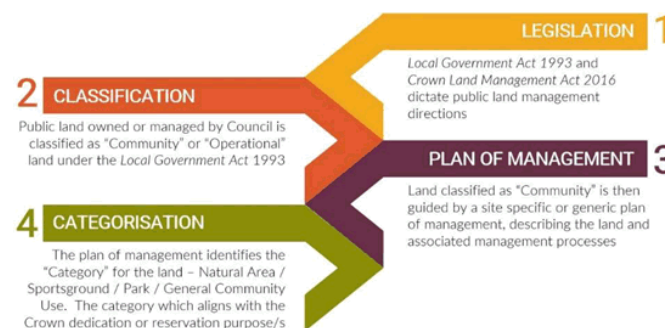 LEGISLATION 1
Local Government Act 1993 and
Crown Land Management Act 2016
dictate public land management
directions
2 CLASSIFICATION
Public land owned or managed by Council is
classified as “Community” or “Operational”
land under the Local Government Act 1993
PLAN OF MANAGEMENT 3
Land classified as “Community” is then
guided by a site specific or generic plan
of management, describing the land and
associated management processes
4 CATEGORISATION
The plan of management identifies the
“Category” for the land – Natural Area /
Sportsground / Park / General Community
Use. The category which aligns with the
Crown dedication or reservation purpose/s